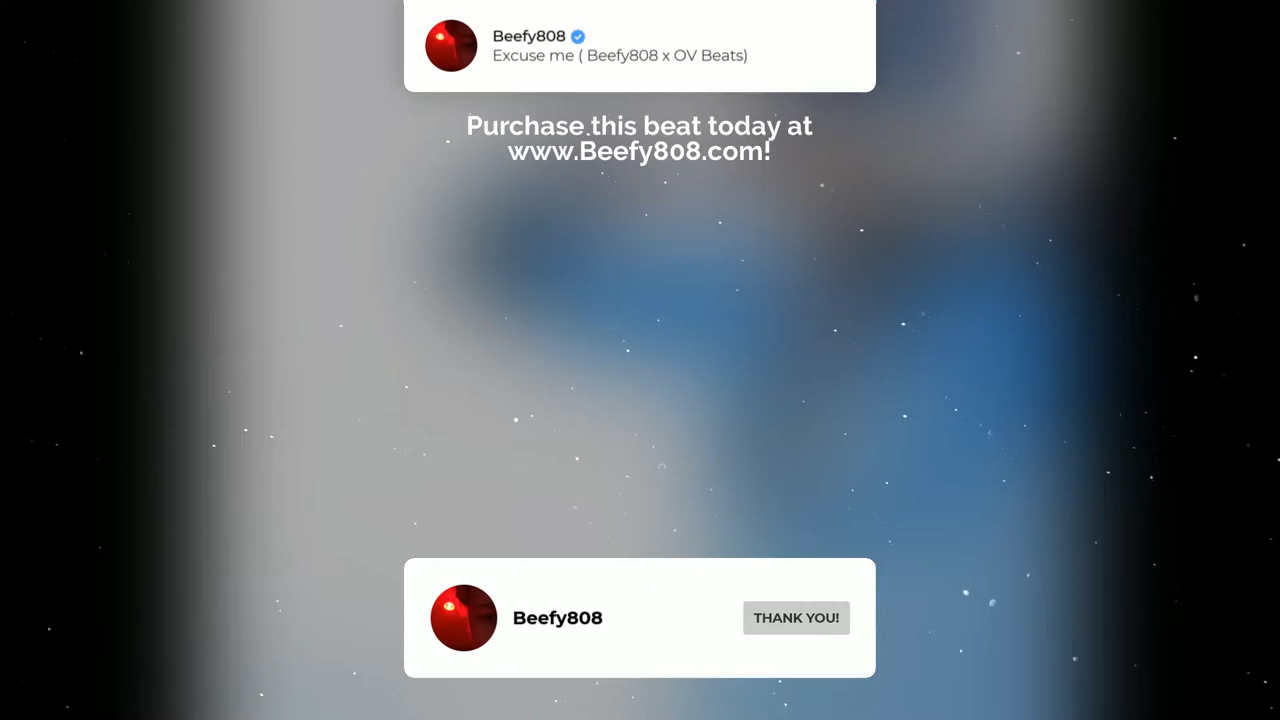 Beefy808
Excuse me ( Beefy808 x OV Beats)
Purchase this beat today at
www.Beefy808.com!
Beefy808
THANK YOU!